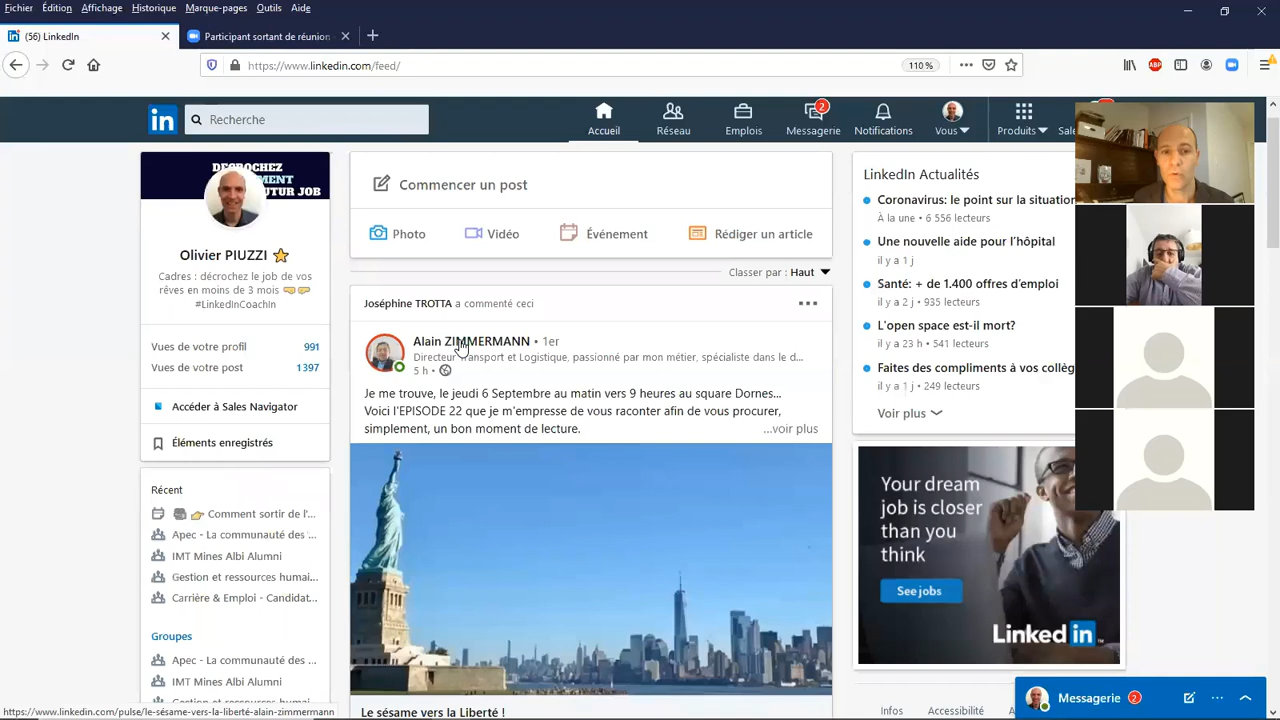 Fichier Édition Affichage Historique Marque-pages Outils Aide
(56) LinkedIn
Participant sortant de réunion
https://www.linkedin.com/feed/
110 %
ABP
in
Recherche
Accueil
Réseau
Emplois
Messagerie
2
Notifications
Vous
Produits
DECROCHEZ
UTUR JOB
Olivier PIUZZI
Cadres : décrochez le job de vos
rêves en moins de 3 mois
#LinkedInCoachIn
Vues de votre profil 991
Vues de votre post 1397
Accéder à Sales Navigator
Éléments enregistrés
Récent
Comment sortir de l'...
Apec - La communauté des '...
IMT Mines Albi Alumni
Gestion et ressources humai...
Carrière & Emploi - Candidat...
Groupes
Apec - La communauté des ...
IMT Mines Albi Alumni
https://www.linkedin.com/pulse/le-sésame-vers-la-liberté-alain-zimmermann
Commencer un post
Photo
Vidéo
Événement
Rédiger un article
Classer par : Haut
Joséphine TROTTA a commenté ceci
Alain ZIMMERMANN • 1er
Directeur Transport et Logistique, passionné par mon métier, spécialiste dans le d...
5 h •
Je me trouve, le jeudi 6 Septembre au matin vers 9 heures au square Dornes...
Voici l'EPISODE 22 que je m'empresse de vous raconter afin de vous procurer,
simplement, un bon moment de lecture.
...voir plus
Le sésame vers la Liberté !
LinkedIn Actualités
Coronavirus: le point sur la situation
À la une • 6 556 lecteurs
Une nouvelle aide pour l'hôpital
il y a 1 j
Santé: + de 1.400 offres d'emploi
il y a 2 j • 935 lecteurs
L'open space est-il mort?
il y a 23 h • 541 lecteurs
Faites des compliments à vos collèg
il y a 1 j • 249 lecteurs
Voir plus
Your dream
job is closer
than you
think
See jobs
Linked in
Infos Accessibilité
Messagerie 2